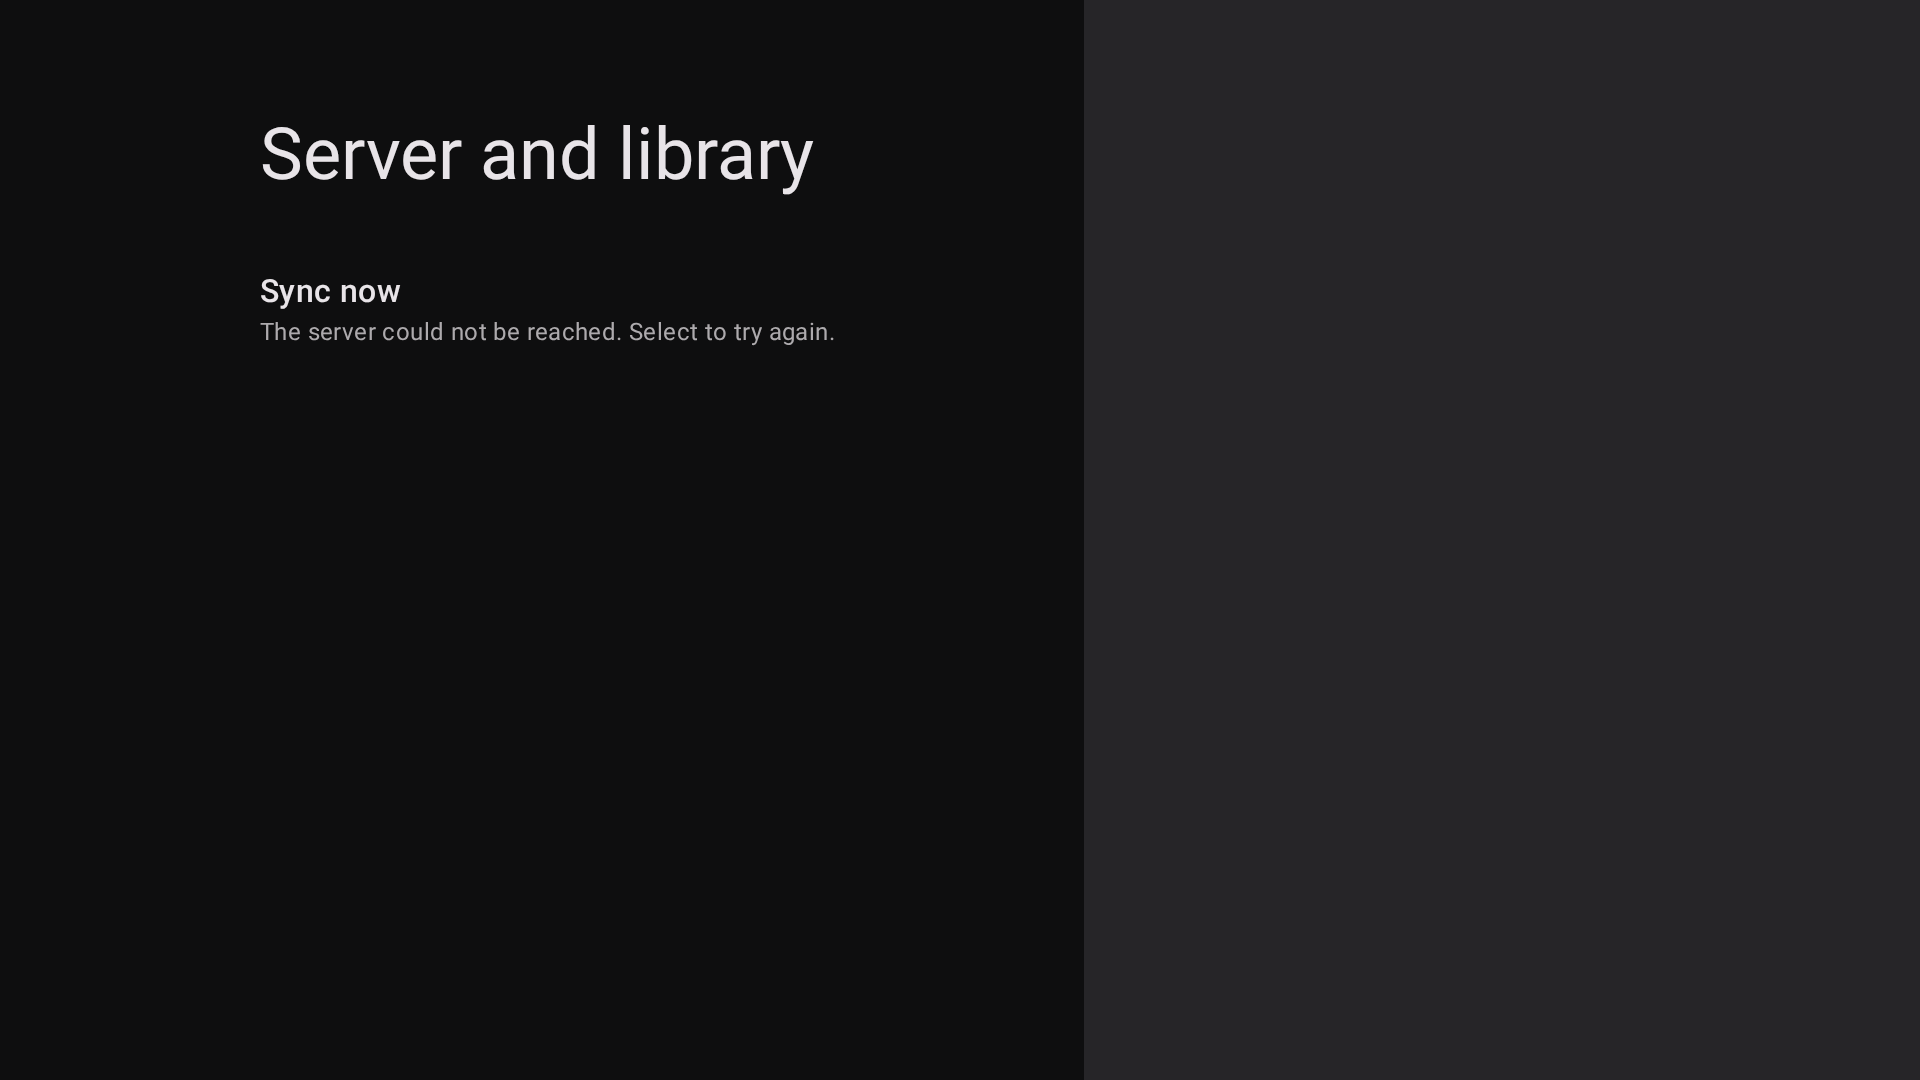 Server and library
Sync now
The server could not be reached. Select to try again.